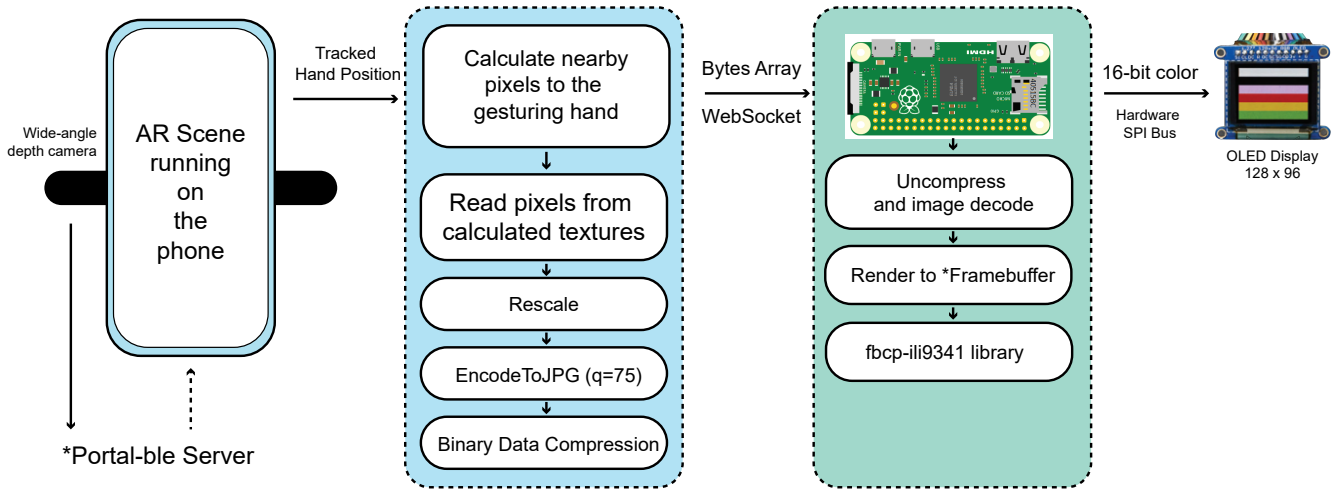 Wide-angle
depth camera
AR Scene
running
on
the
phone
*Portal-ble Server
Tracked
Hand Position
Calculate nearby
pixels to the
gesturing hand
Read pixels from
calculated textures
Rescale
EncodeToJPG (q=75)
Binary Data Compression
Bytes Array
WebSocket
HDMI
Uncompress
and image decode
Render to *Framebuffer
fbcp-ili9341 library
16-bit color
Hardware
SPI Bus
OLED Display
128 x 96